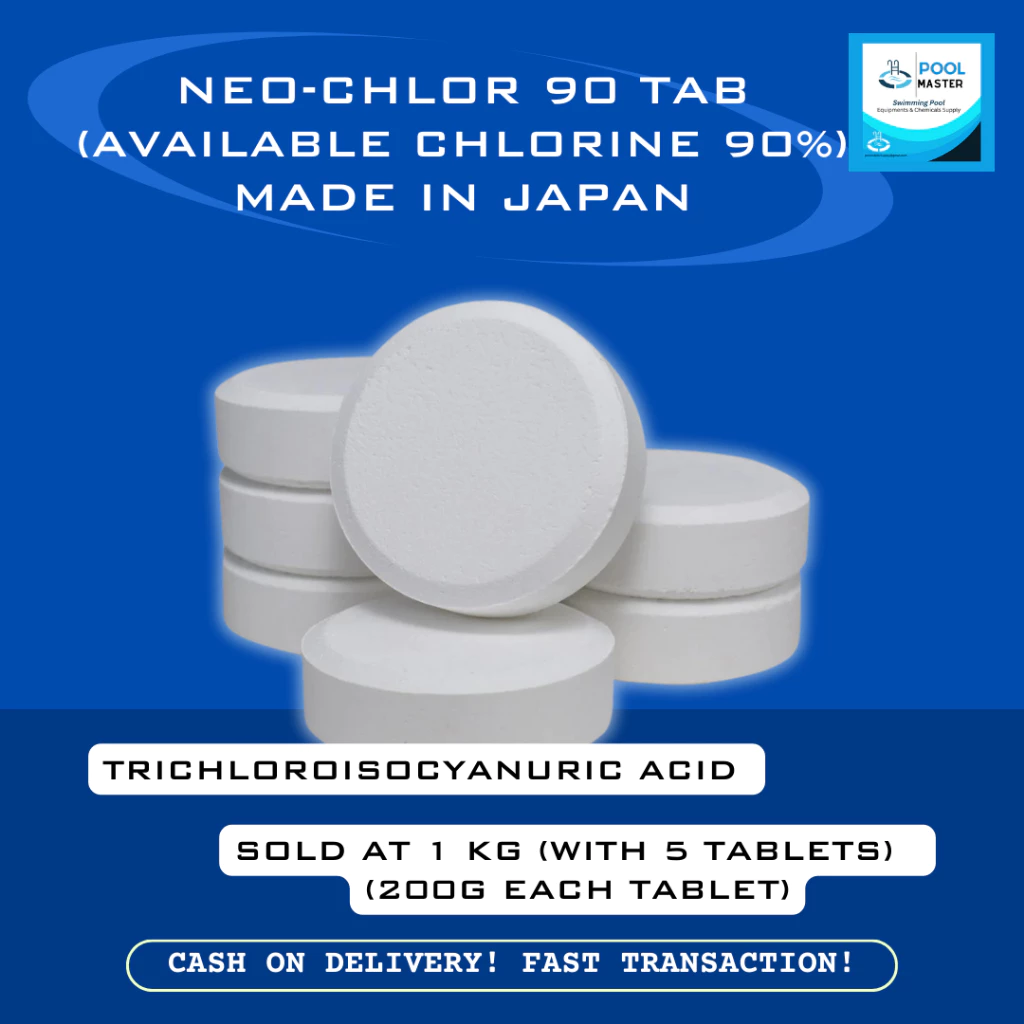 NEO-CHLOR 90 TAB
(AVAILABLE CHLORINE 90%)
MADE IN JAPAN
POOL
MASTER
Swimming Pool
Equipments & Chemicals Supply
TRICHLOROISOCYANURIC ACID
SOLD AT 1 KG (WITH 5 TABLETS)
(200G EACH TABLET)
CASH ON DELIVERY! FAST TRANSACTION!